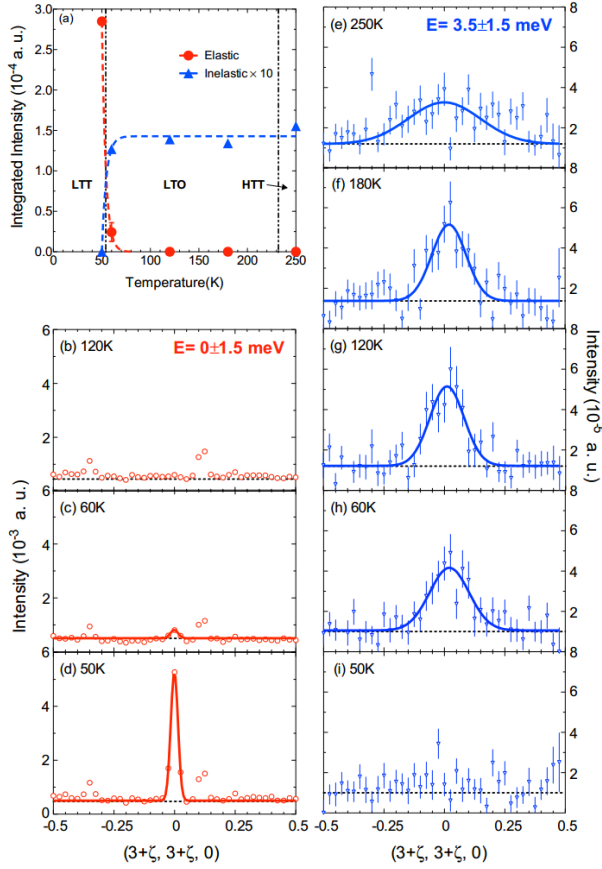 (a)
Elastic
Inelastic × 10
LTT
LTO
HTT
3.0
2.5
2.0
1.5
1.0
0.5
0.0
0
50
100
150
200
250
Temperature(K)
Integrated Intensity (10⁻⁴ a. u.)
(b) 120K
E= 0±1.5 meV
6
4
2
(c) 60K
6
4
2
(d) 50K
6
4
2
0
Intensity (10⁻³ a. u.)
-0.5
-0.25
0
0.25
0.5
(3+ζ, 3+ζ, 0)
(e) 250K
E= 3.5±1.5 meV
8
6
4
2
(f) 180K
8
6
4
2
(g) 120K
8
6
4
2
(h) 60K
8
6
4
2
(i) 50K
8
6
4
2
0
Intensity (10⁻⁵ a. u.)
-0.5
-0.25
0
0.25
0.5
(3+ζ, 3+ζ, 0)